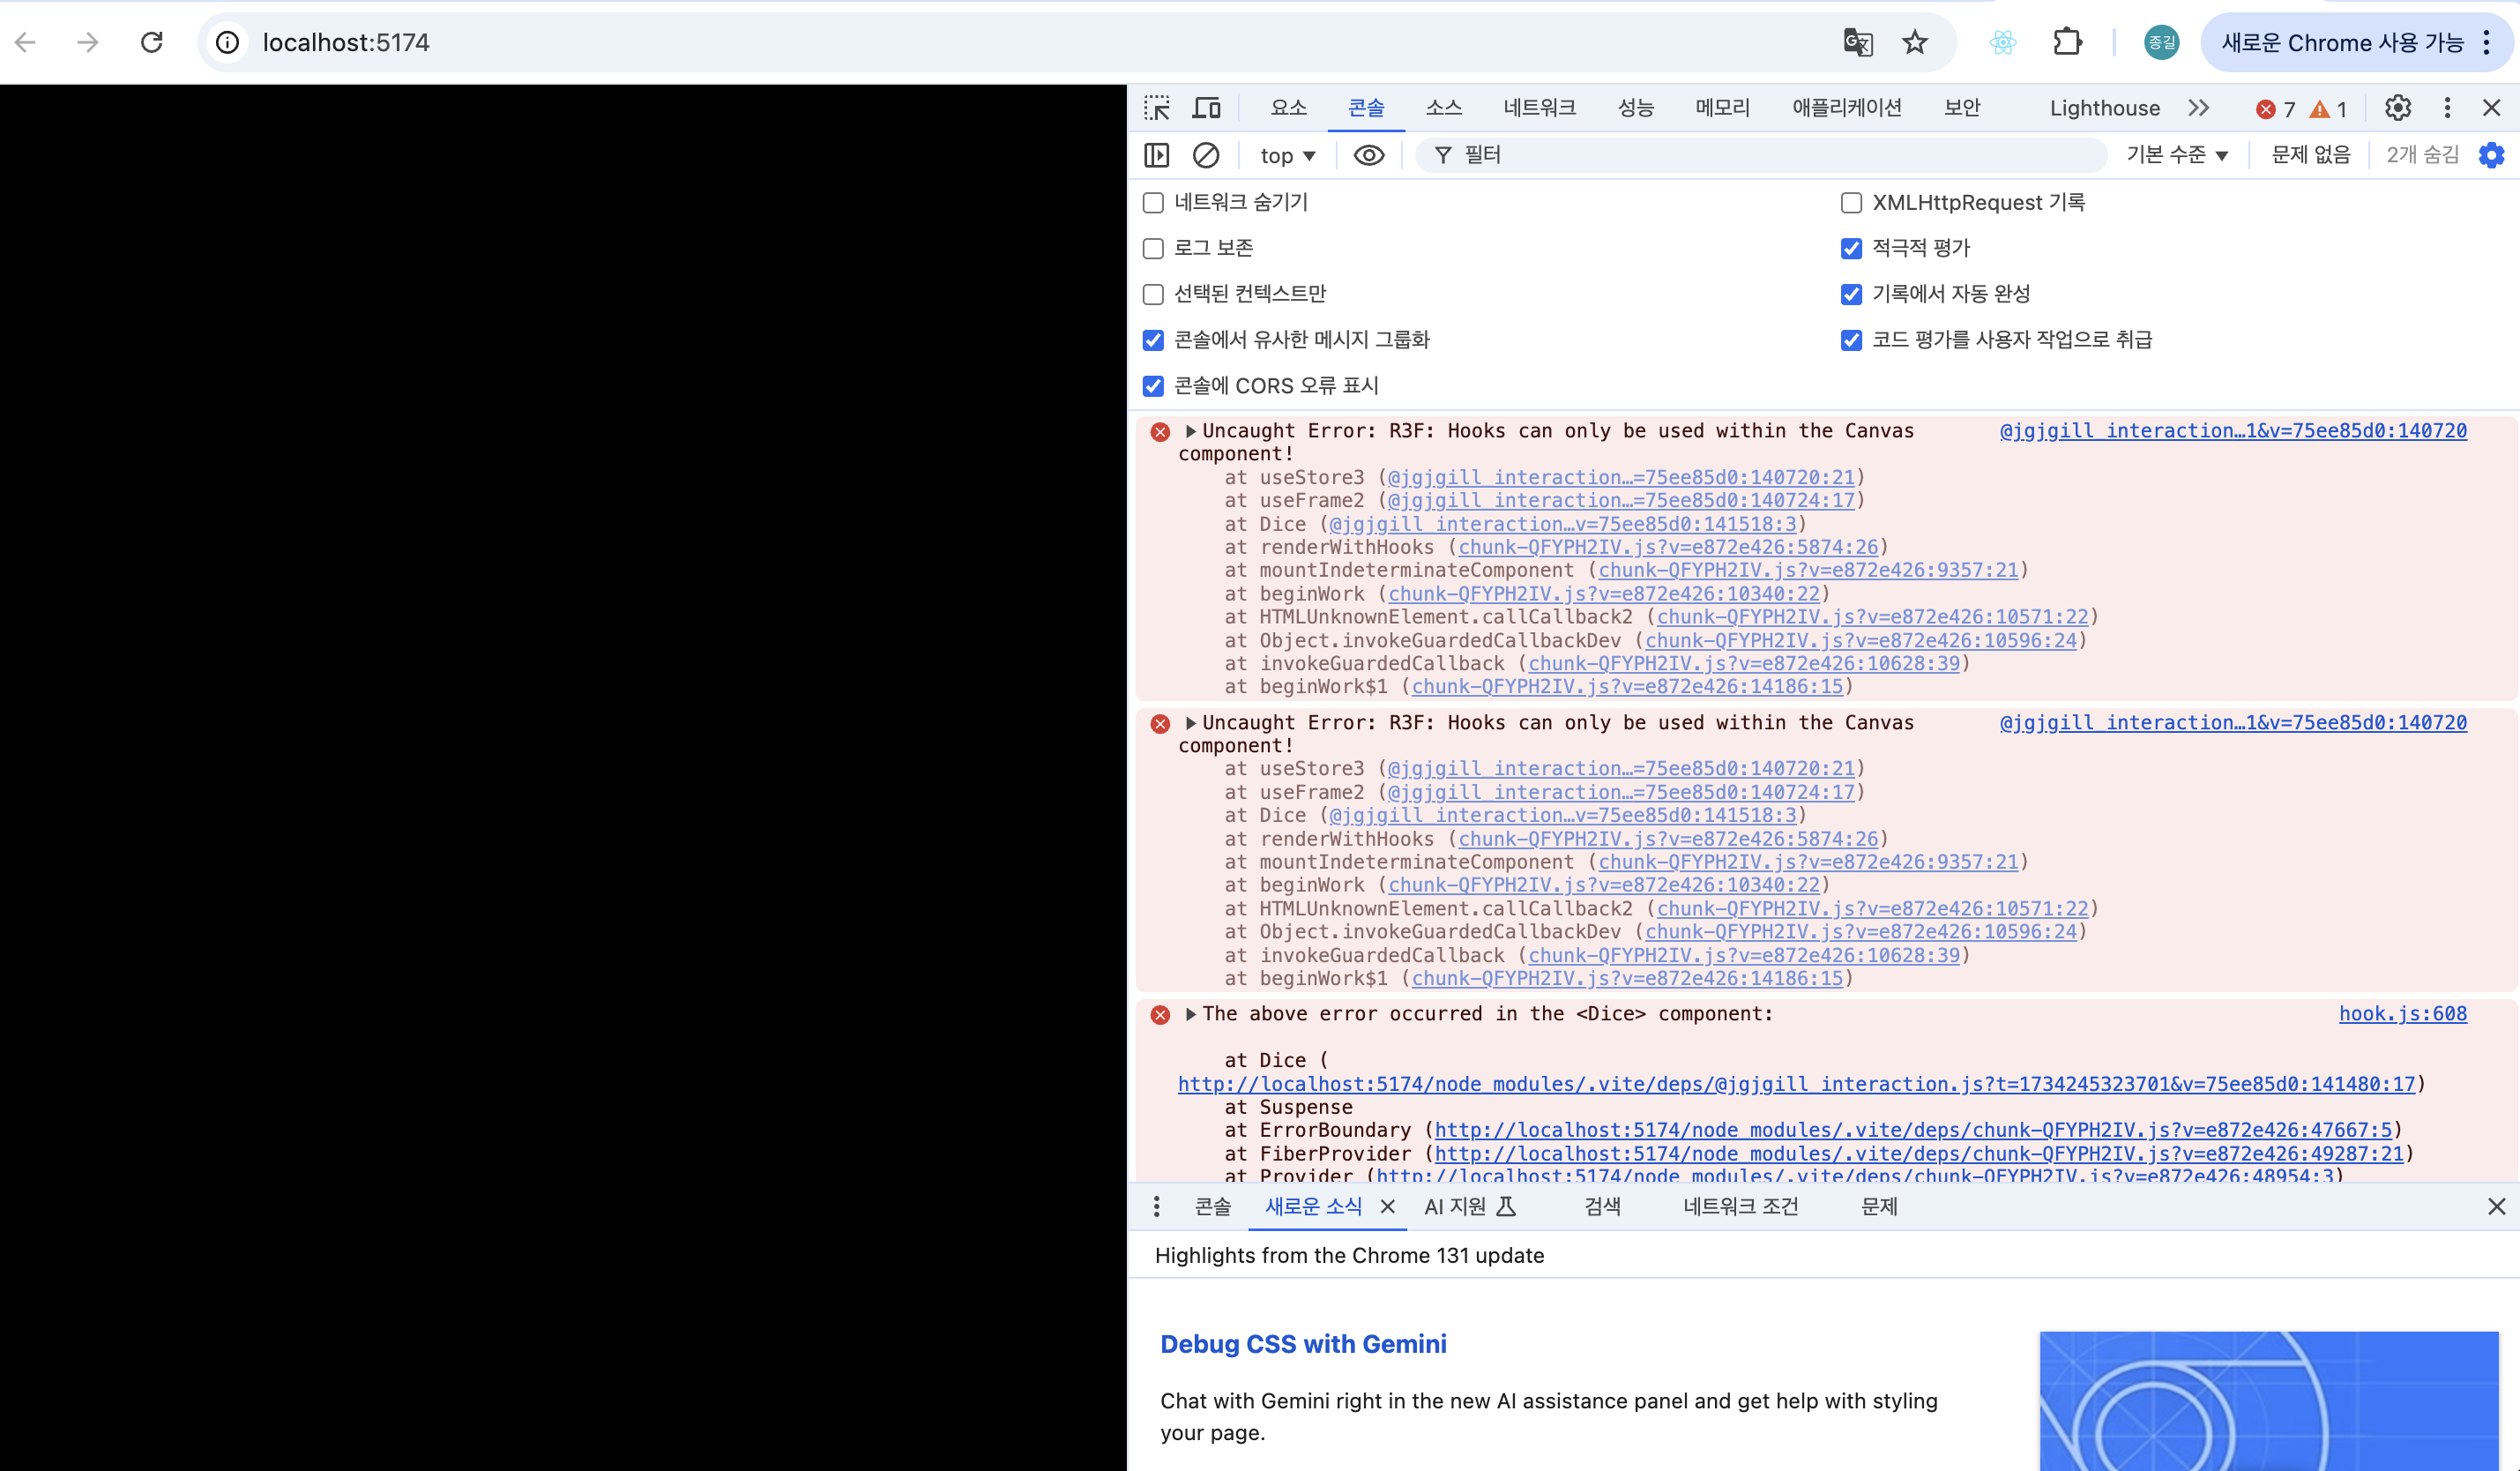 localhost:5174
종길
새로운 Chrome 사용 가능
요소 콘솔 소스 네트워크 성능 메모리 애플리케이션 보안 Lighthouse 7 1
top 필터 기본 수준 문제 없음 2개 숨김
네트워크 숨기기 XMLHttpRequest 기록
로그 보존 적극적 평가
선택된 컨텍스트만 기록에서 자동 완성
콘솔에서 유사한 메시지 그룹화 코드 평가를 사용자 작업으로 취급
콘솔에 CORS 오류 표시
Uncaught Error: R3F: Hooks can only be used within the Canvas @jgjgill_interaction…1&v=75ee85d0:140720
component!
at useStore3 (@jgjgill_interaction…=75ee85d0:140720:21)
at useFrame2 (@jgjgill_interaction…=75ee85d0:140724:17)
at Dice (@jgjgill_interaction…v=75ee85d0:141518:3)
at renderWithHooks (chunk-QFYPH2IV.js?v=e872e426:5874:26)
at mountIndeterminateComponent (chunk-QFYPH2IV.js?v=e872e426:9357:21)
at beginWork (chunk-QFYPH2IV.js?v=e872e426:10340:22)
at HTMLUnknownElement.callCallback2 (chunk-QFYPH2IV.js?v=e872e426:10571:22)
at Object.invokeGuardedCallbackDev (chunk-QFYPH2IV.js?v=e872e426:10596:24)
at invokeGuardedCallback (chunk-QFYPH2IV.js?v=e872e426:10628:39)
at beginWork$1 (chunk-QFYPH2IV.js?v=e872e426:14186:15)
Uncaught Error: R3F: Hooks can only be used within the Canvas @jgjgill_interaction…1&v=75ee85d0:140720
component!
at useStore3 (@jgjgill_interaction…=75ee85d0:140720:21)
at useFrame2 (@jgjgill_interaction…=75ee85d0:140724:17)
at Dice (@jgjgill_interaction…v=75ee85d0:141518:3)
at renderWithHooks (chunk-QFYPH2IV.js?v=e872e426:5874:26)
at mountIndeterminateComponent (chunk-QFYPH2IV.js?v=e872e426:9357:21)
at beginWork (chunk-QFYPH2IV.js?v=e872e426:10340:22)
at HTMLUnknownElement.callCallback2 (chunk-QFYPH2IV.js?v=e872e426:10571:22)
at Object.invokeGuardedCallbackDev (chunk-QFYPH2IV.js?v=e872e426:10596:24)
at invokeGuardedCallback (chunk-QFYPH2IV.js?v=e872e426:10628:39)
at beginWork$1 (chunk-QFYPH2IV.js?v=e872e426:14186:15)
The above error occurred in the <Dice> component: hook.js:608
at Dice (
http://localhost:5174/node_modules/.vite/deps/@jgjgill_interaction.js?t=1734245323701&v=75ee85d0:141480:17)
at Suspense
at ErrorBoundary (http://localhost:5174/node_modules/.vite/deps/chunk-QFYPH2IV.js?v=e872e426:47667:5)
at FiberProvider (http://localhost:5174/node_modules/.vite/deps/chunk-QFYPH2IV.js?v=e872e426:49287:21)
at Provider (http://localhost:5174/node_modules/.vite/deps/chunk-QFYPH2IV.js?v=e872e426:48954:3)
콘솔 새로운 소식 AI 지원 검색 네트워크 조건 문제
Highlights from the Chrome 131 update
Debug CSS with Gemini
Chat with Gemini right in the new AI assistance panel and get help with styling
your page.